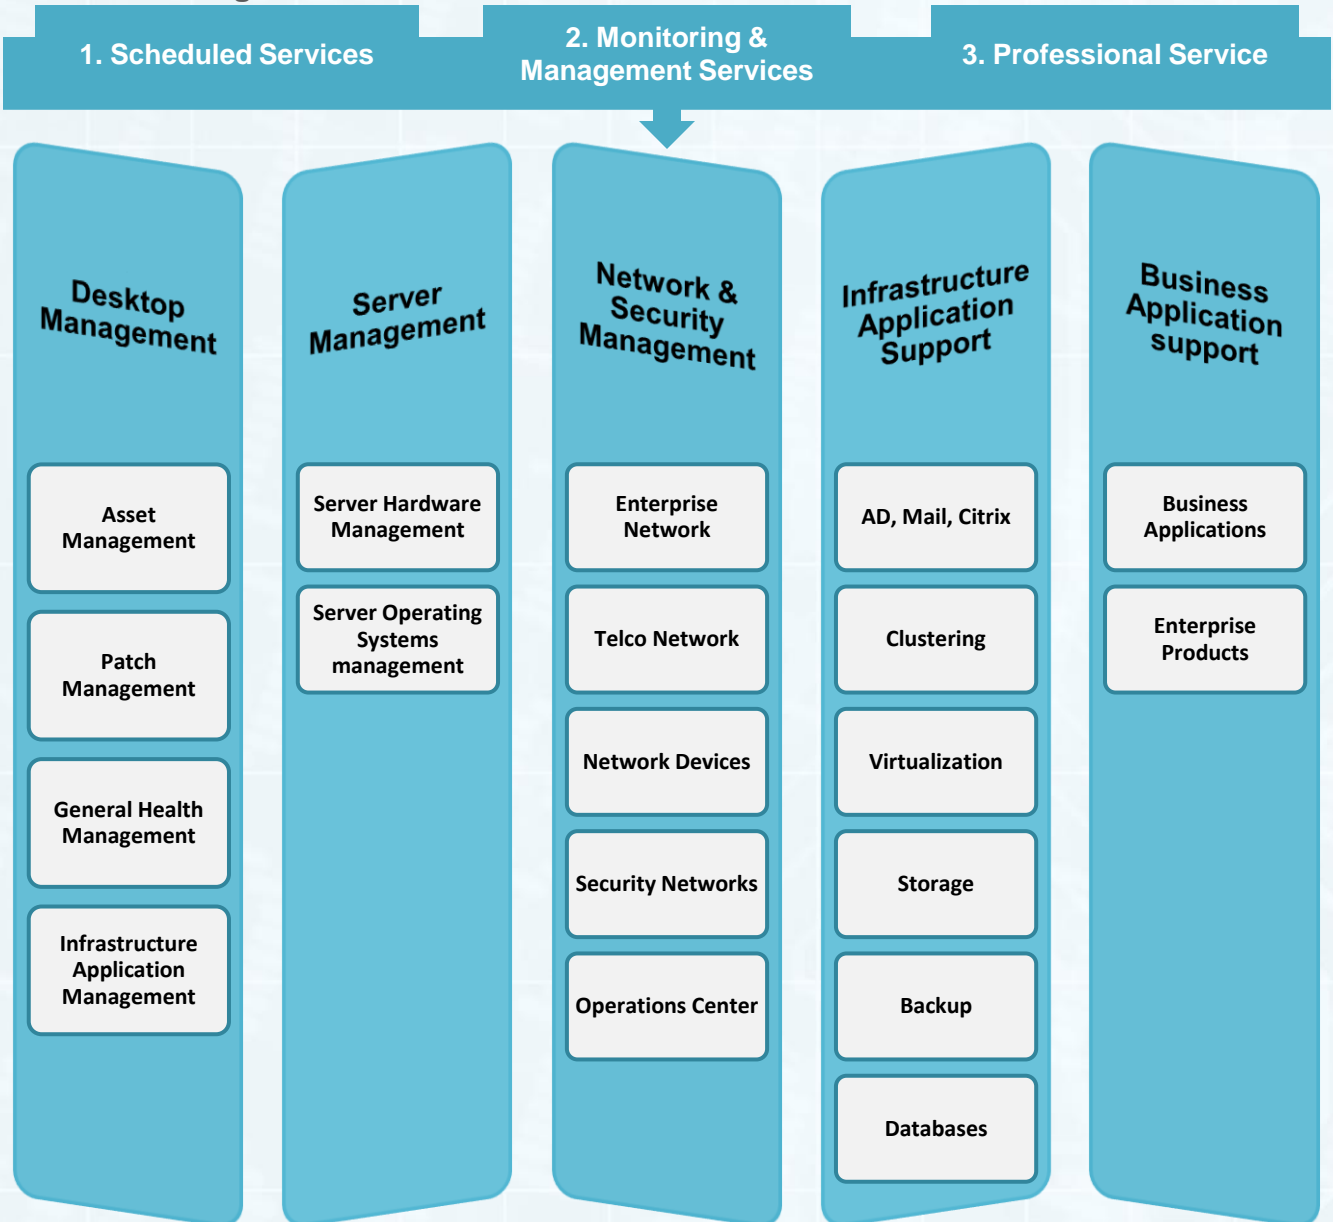 1. Scheduled Services
2. Monitoring &
Management Services
3. Professional Service
Desktop
Management
Asset
Management
Patch
Management
General Health
Management
Infrastructure
Application
Management
Server
Management
Server Hardware
Management
Server Operating
Systems
management
Network &
Security
Management
Enterprise
Network
Telco Network
Network Devices
Security Networks
Operations Center
Infrastructure
Application
Support
AD, Mail, Citrix
Clustering
Virtualization
Storage
Backup
Databases
Business
Application
support
Business
Applications
Enterprise
Products